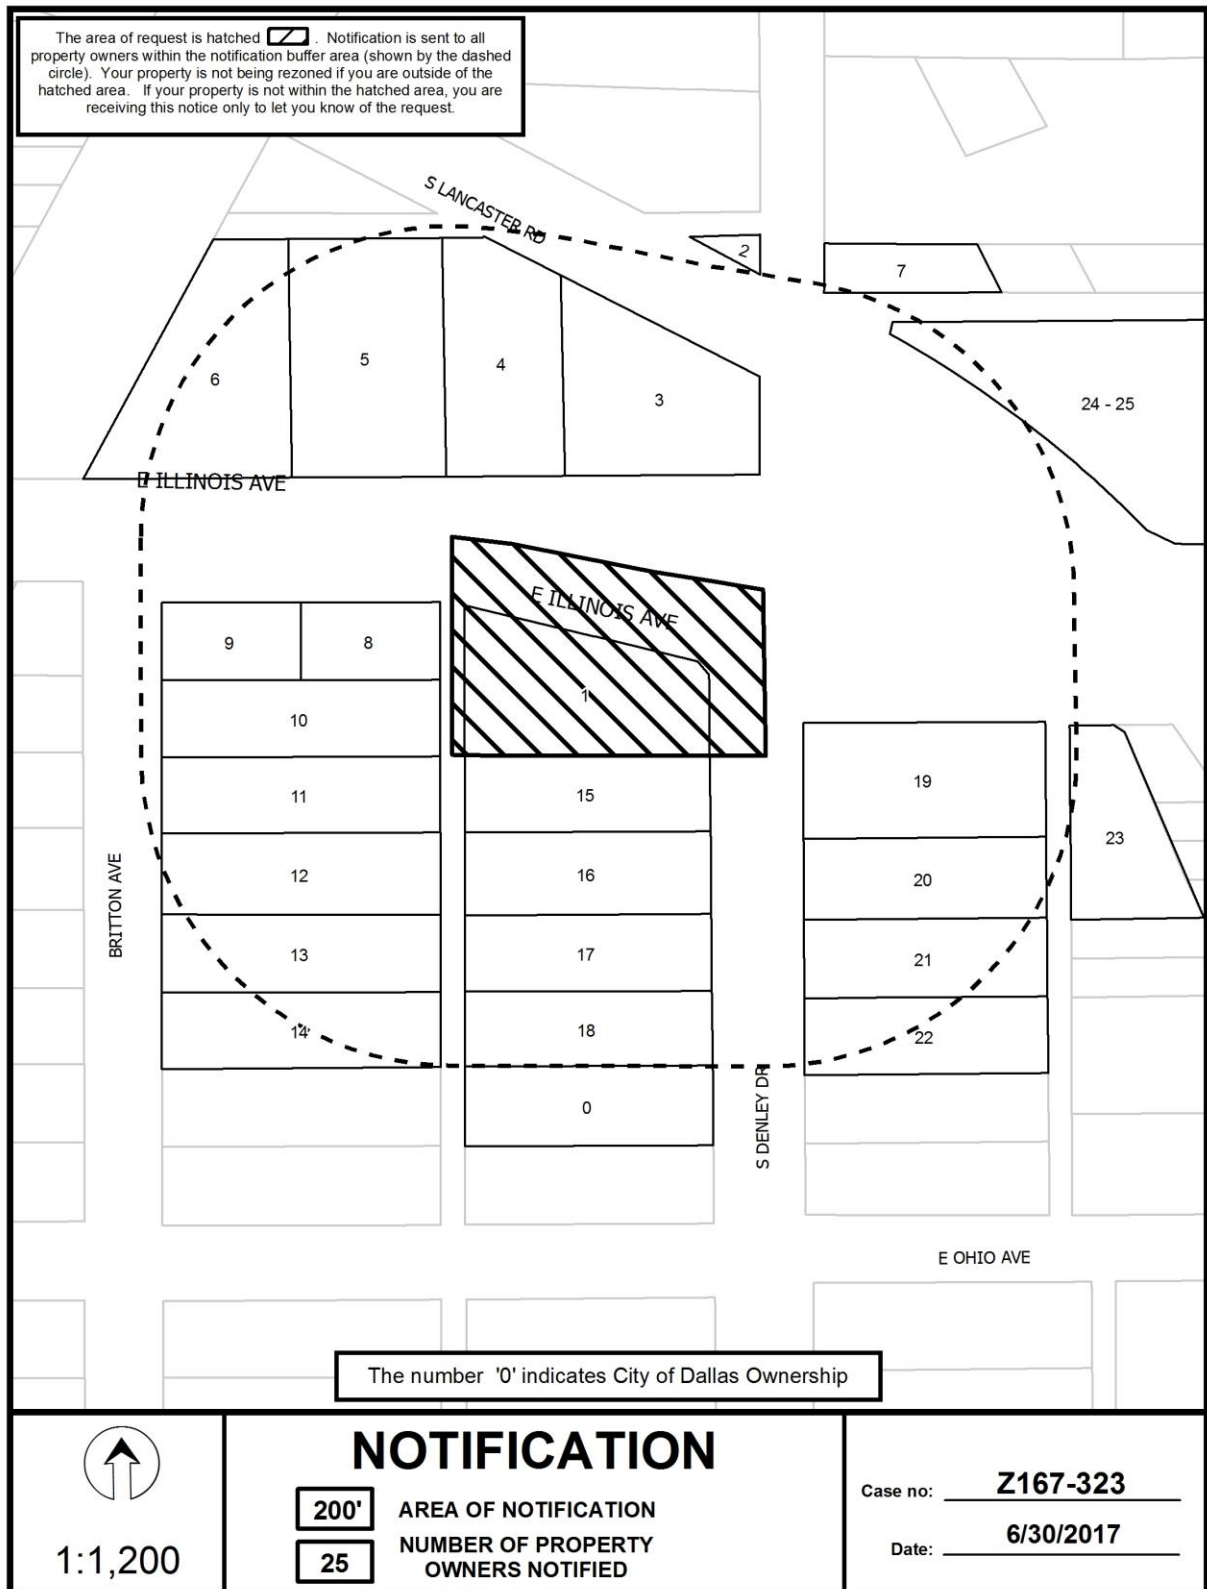 The area of request is hatched . Notification is sent to all
property owners within the notification buffer area (shown by the dashed
circle). Your property is not being rezoned if you are outside of the
hatched area. If your property is not within the hatched area, you are
receiving this notice only to let you know of the request.
S LANCASTER RD
2
7
6
5
4
3
24 - 25
E ILLINOIS AVE
E ILLINOIS AVE
9
8
1
10
11
15
19
12
16
20
23
BRITTON AVE
13
17
21
14
18
22
0
S DENLEY DR
E OHIO AVE
The number '0' indicates City of Dallas Ownership
1:1,200
NOTIFICATION
200' AREA OF NOTIFICATION
25 NUMBER OF PROPERTY
OWNERS NOTIFIED
Case no: Z167-323
Date: 6/30/2017